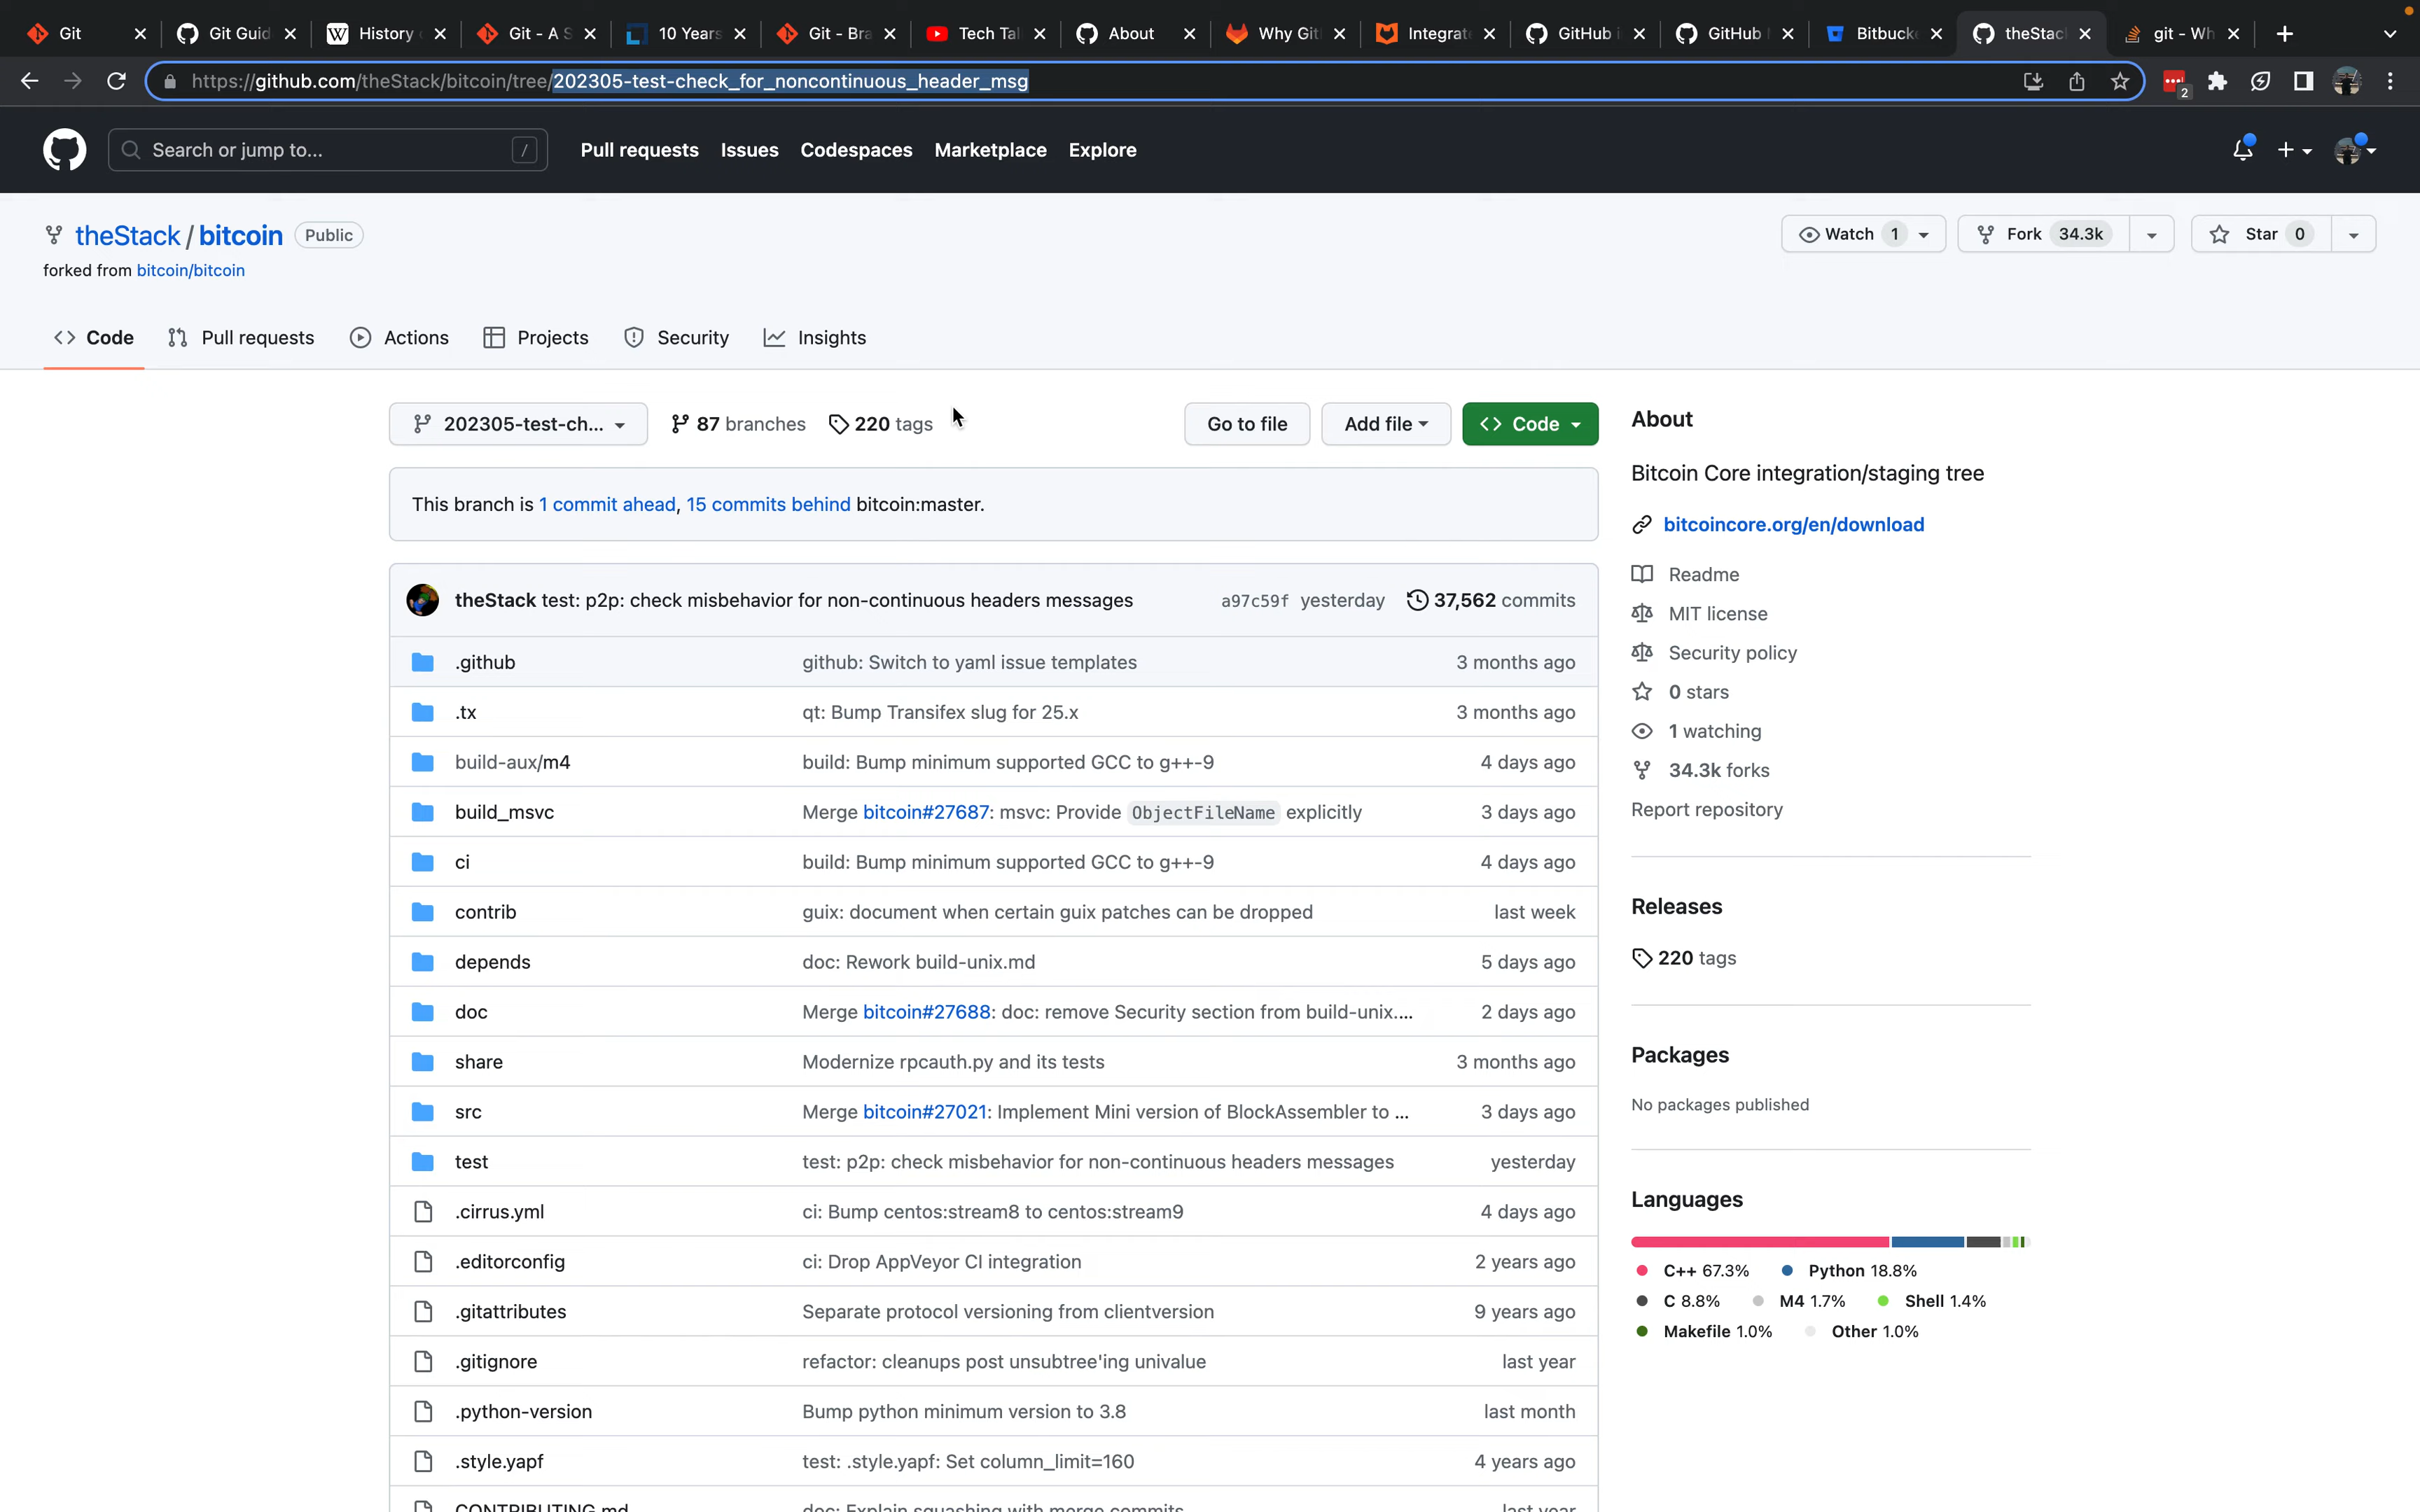 Git Git Guid History Git - A S 10 Years Git - Bra Tech Tal About Why Git Integrat GitHub GitHub Bitbuck theStac git - Wh
https://github.com/theStack/bitcoin/tree/202305-test-check_for_noncontinuous_header_msg
2
Search or jump to... /
Pull requests Issues Codespaces Marketplace Explore
theStack / bitcoin Public
Watch 1 Fork 34.3k Star 0
forked from bitcoin/bitcoin
Code Pull requests Actions Projects Security Insights
202305-test-ch... 87 branches 220 tags Go to file Add file Code
This branch is 1 commit ahead, 15 commits behind bitcoin:master.
theStack test: p2p: check misbehavior for non-continuous headers messages a97c59f yesterday 37,562 commits
.github github: Switch to yaml issue templates 3 months ago
.tx qt: Bump Transifex slug for 25.x 3 months ago
build-aux/m4 build: Bump minimum supported GCC to g++-9 4 days ago
build_msvc Merge bitcoin#27687: msvc: Provide ObjectFileName explicitly 3 days ago
ci build: Bump minimum supported GCC to g++-9 4 days ago
contrib guix: document when certain guix patches can be dropped last week
depends doc: Rework build-unix.md 5 days ago
doc Merge bitcoin#27688: doc: remove Security section from build-unix.... 2 days ago
share Modernize rpcauth.py and its tests 3 months ago
src Merge bitcoin#27021: Implement Mini version of BlockAssembler to ... 3 days ago
test test: p2p: check misbehavior for non-continuous headers messages yesterday
.cirrus.yml ci: Bump centos:stream8 to centos:stream9 4 days ago
.editorconfig ci: Drop AppVeyor CI integration 2 years ago
.gitattributes Separate protocol versioning from clientversion 9 years ago
.gitignore refactor: cleanups post unsubtree'ing univalue last year
.python-version Bump python minimum version to 3.8 last month
.style.yapf test: .style.yapf: Set column_limit=160 4 years ago
CONTRIBUTING.md doc: Explain squashing with merge commits last year
About
Bitcoin Core integration/staging tree
bitcoincore.org/en/download
Readme
MIT license
Security policy
0 stars
1 watching
34.3k forks
Report repository
Releases
220 tags
Packages
No packages published
Languages
C++ 67.3% Python 18.8%
C 8.8% M4 1.7% Shell 1.4%
Makefile 1.0% Other 1.0%